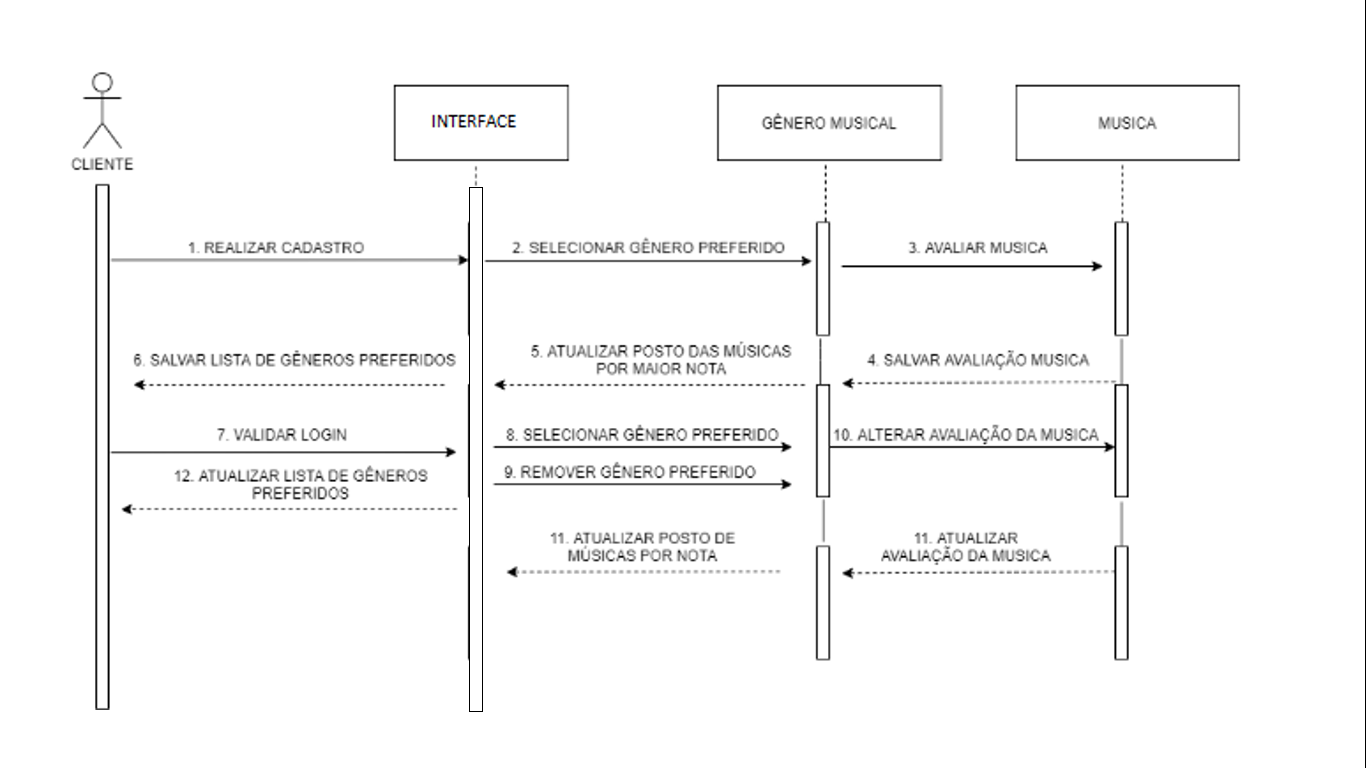 CLIENTE
INTERFACE
GÊNERO MUSICAL
MUSICA
1. REALIZAR CADASTRO
2. SELECIONAR GÊNERO PREFERIDO
3. AVALIAR MUSICA
4. SALVAR AVALIAÇÃO MUSICA
5. ATUALIZAR POSTO DAS MÚSICAS
POR MAIOR NOTA
6. SALVAR LISTA DE GÊNEROS PREFERIDOS
7. VALIDAR LOGIN
8. SELECIONAR GÊNERO PREFERIDO
9. REMOVER GÊNERO PREFERIDO
10. ALTERAR AVALIAÇÃO DA MUSICA
11. ATUALIZAR
AVALIAÇÃO DA MUSICA
11. ATUALIZAR POSTO DE
MÚSICAS POR NOTA
12. ATUALIZAR LISTA DE GÊNEROS
PREFERIDOS